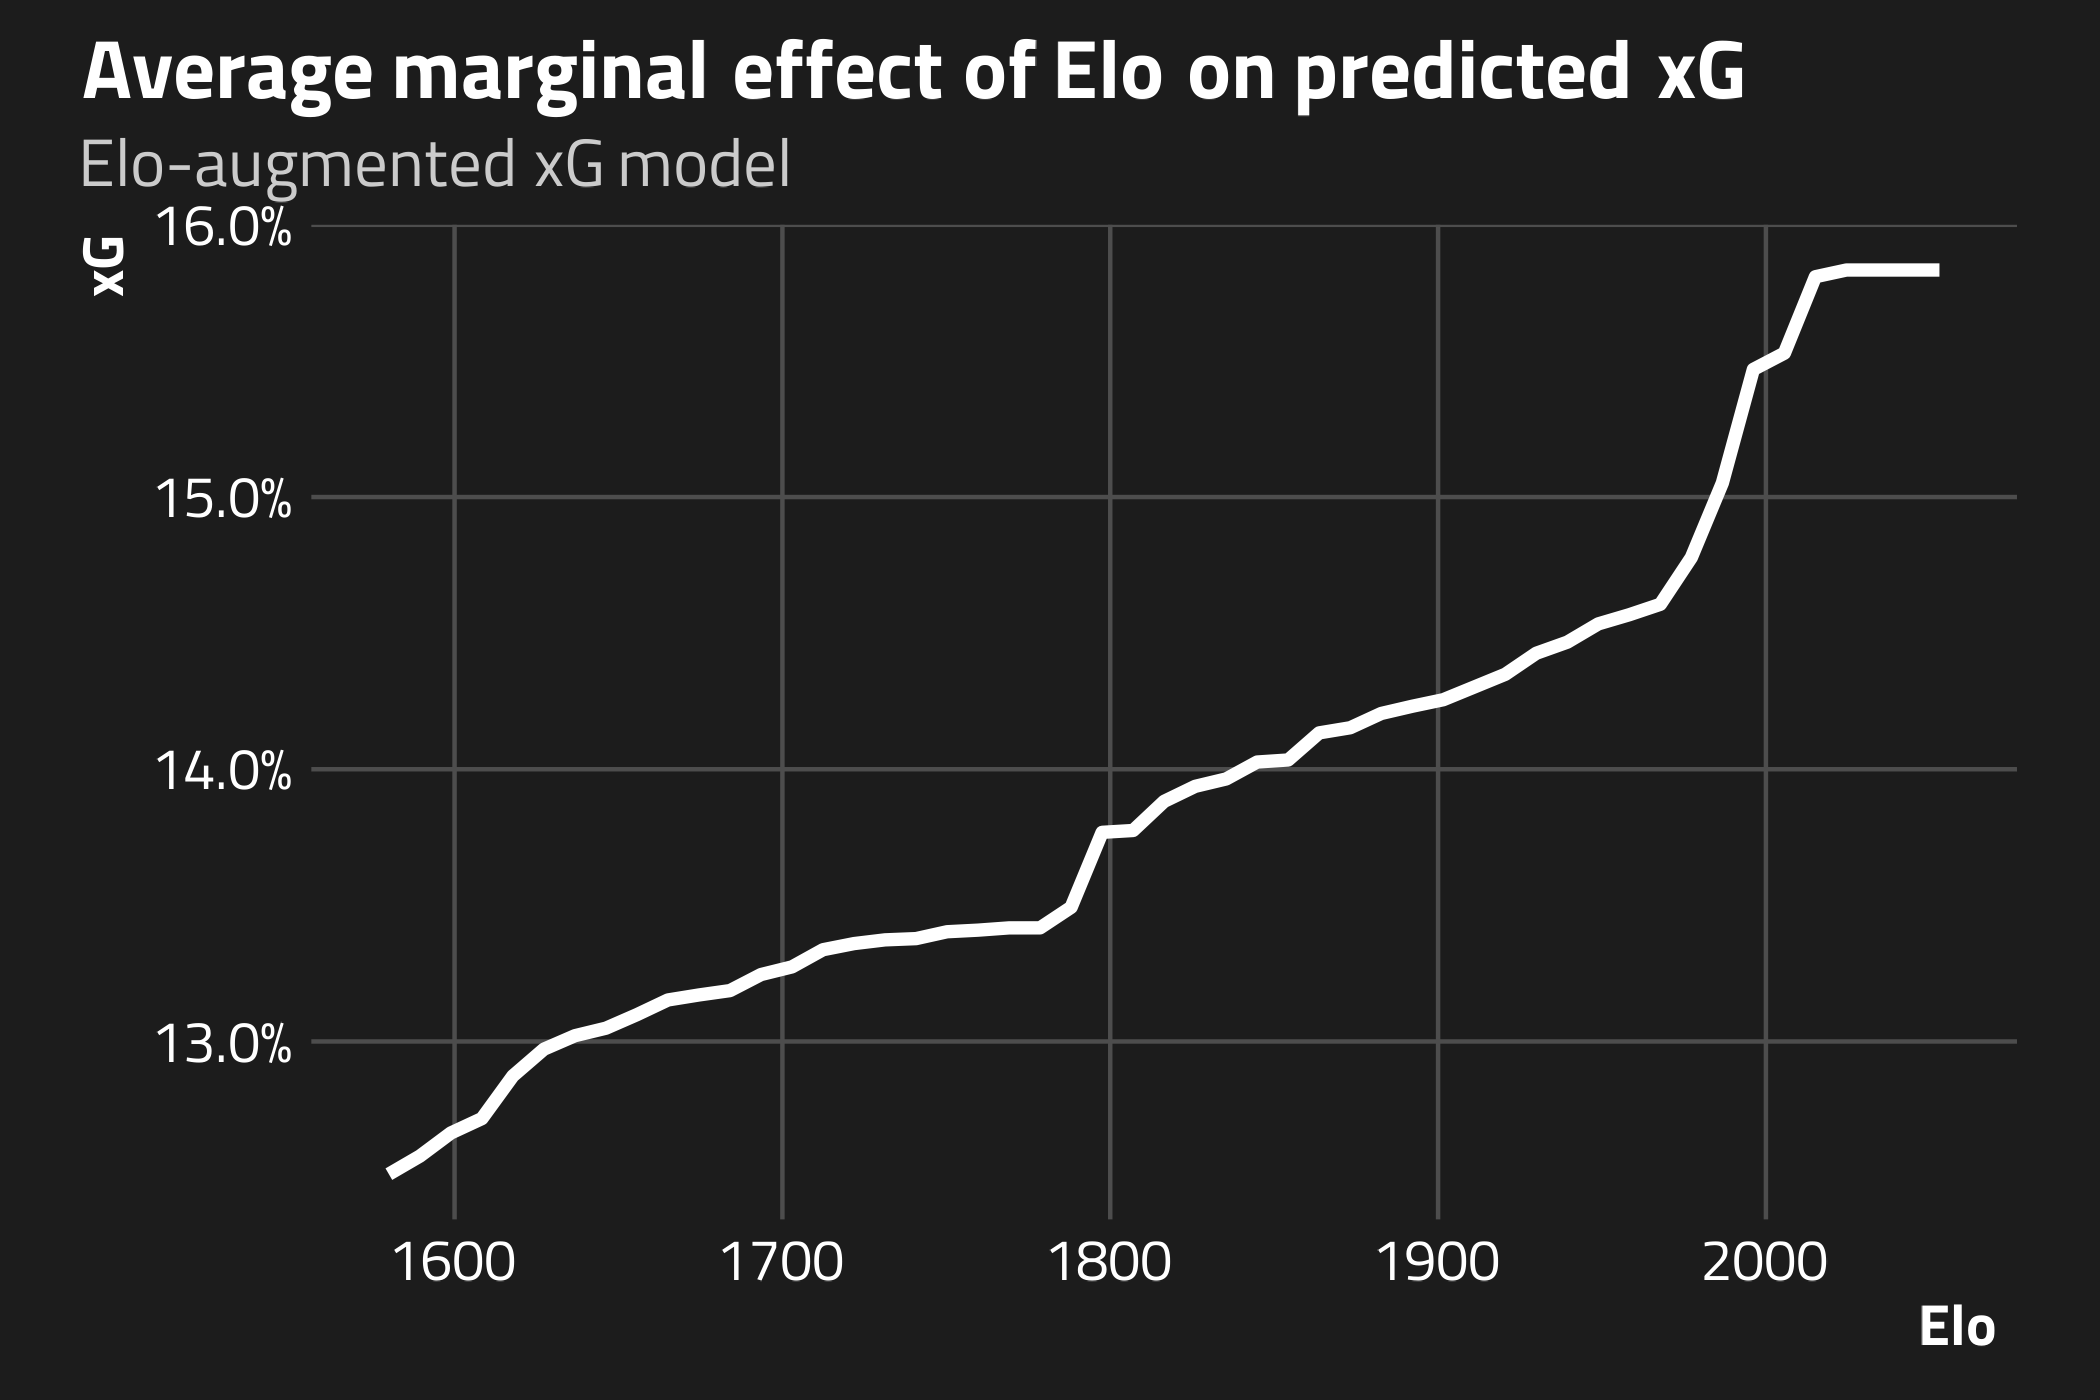 Average marginal effect of Elo on predicted xG
Elo-augmented xG model
xG
16.0%
15.0%
14.0%
13.0%
1600 1700 1800 1900 2000
Elo